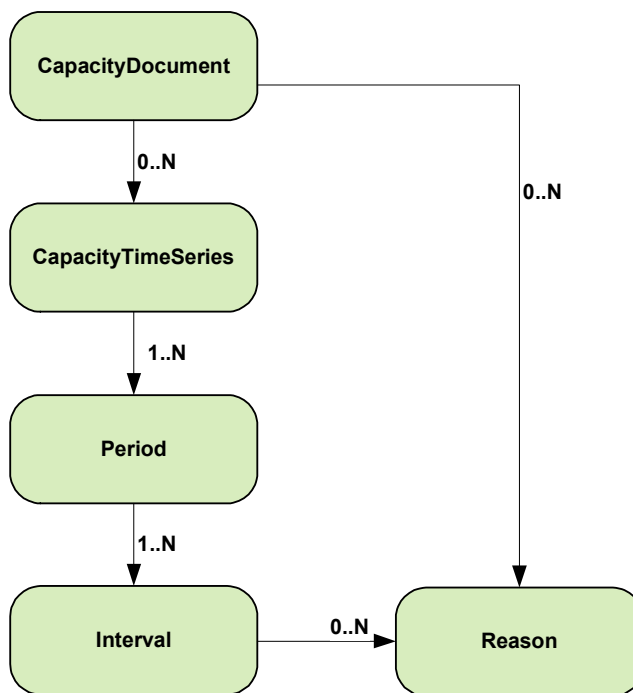 CapacityDocument
0..N
0..N
CapacityTimeSeries
1..N
Period
1..N
Interval
0..N
Reason